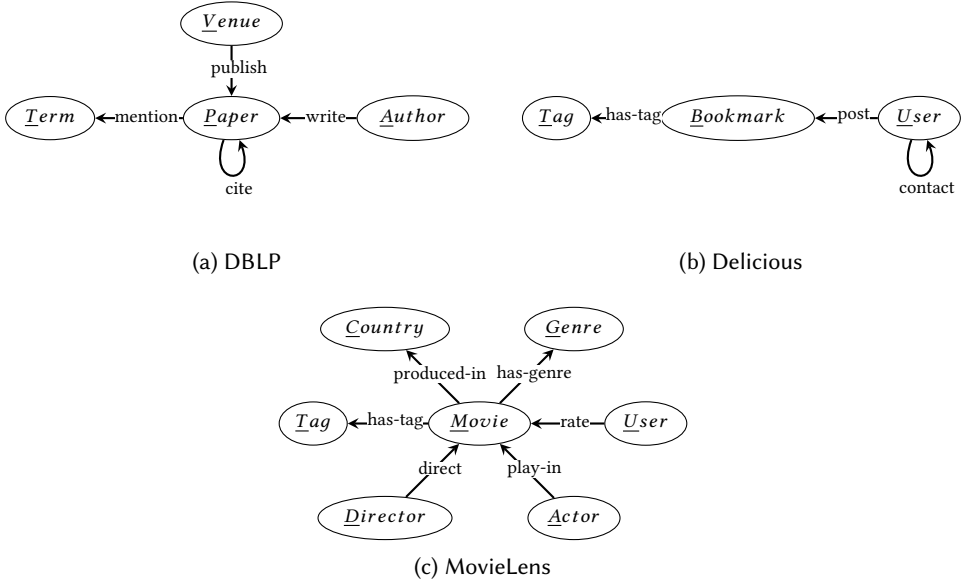 Venue
publish
Term
mention
Paper
write
Author
cite
(a) DBLP
Tag
has-tag
Bookmark
post
User
contact
(b) Delicious
Country
Genre
produced-in
has-genre
Tag
has-tag
Movie
rate
User
direct
play-in
Director
Actor
(c) MovieLens